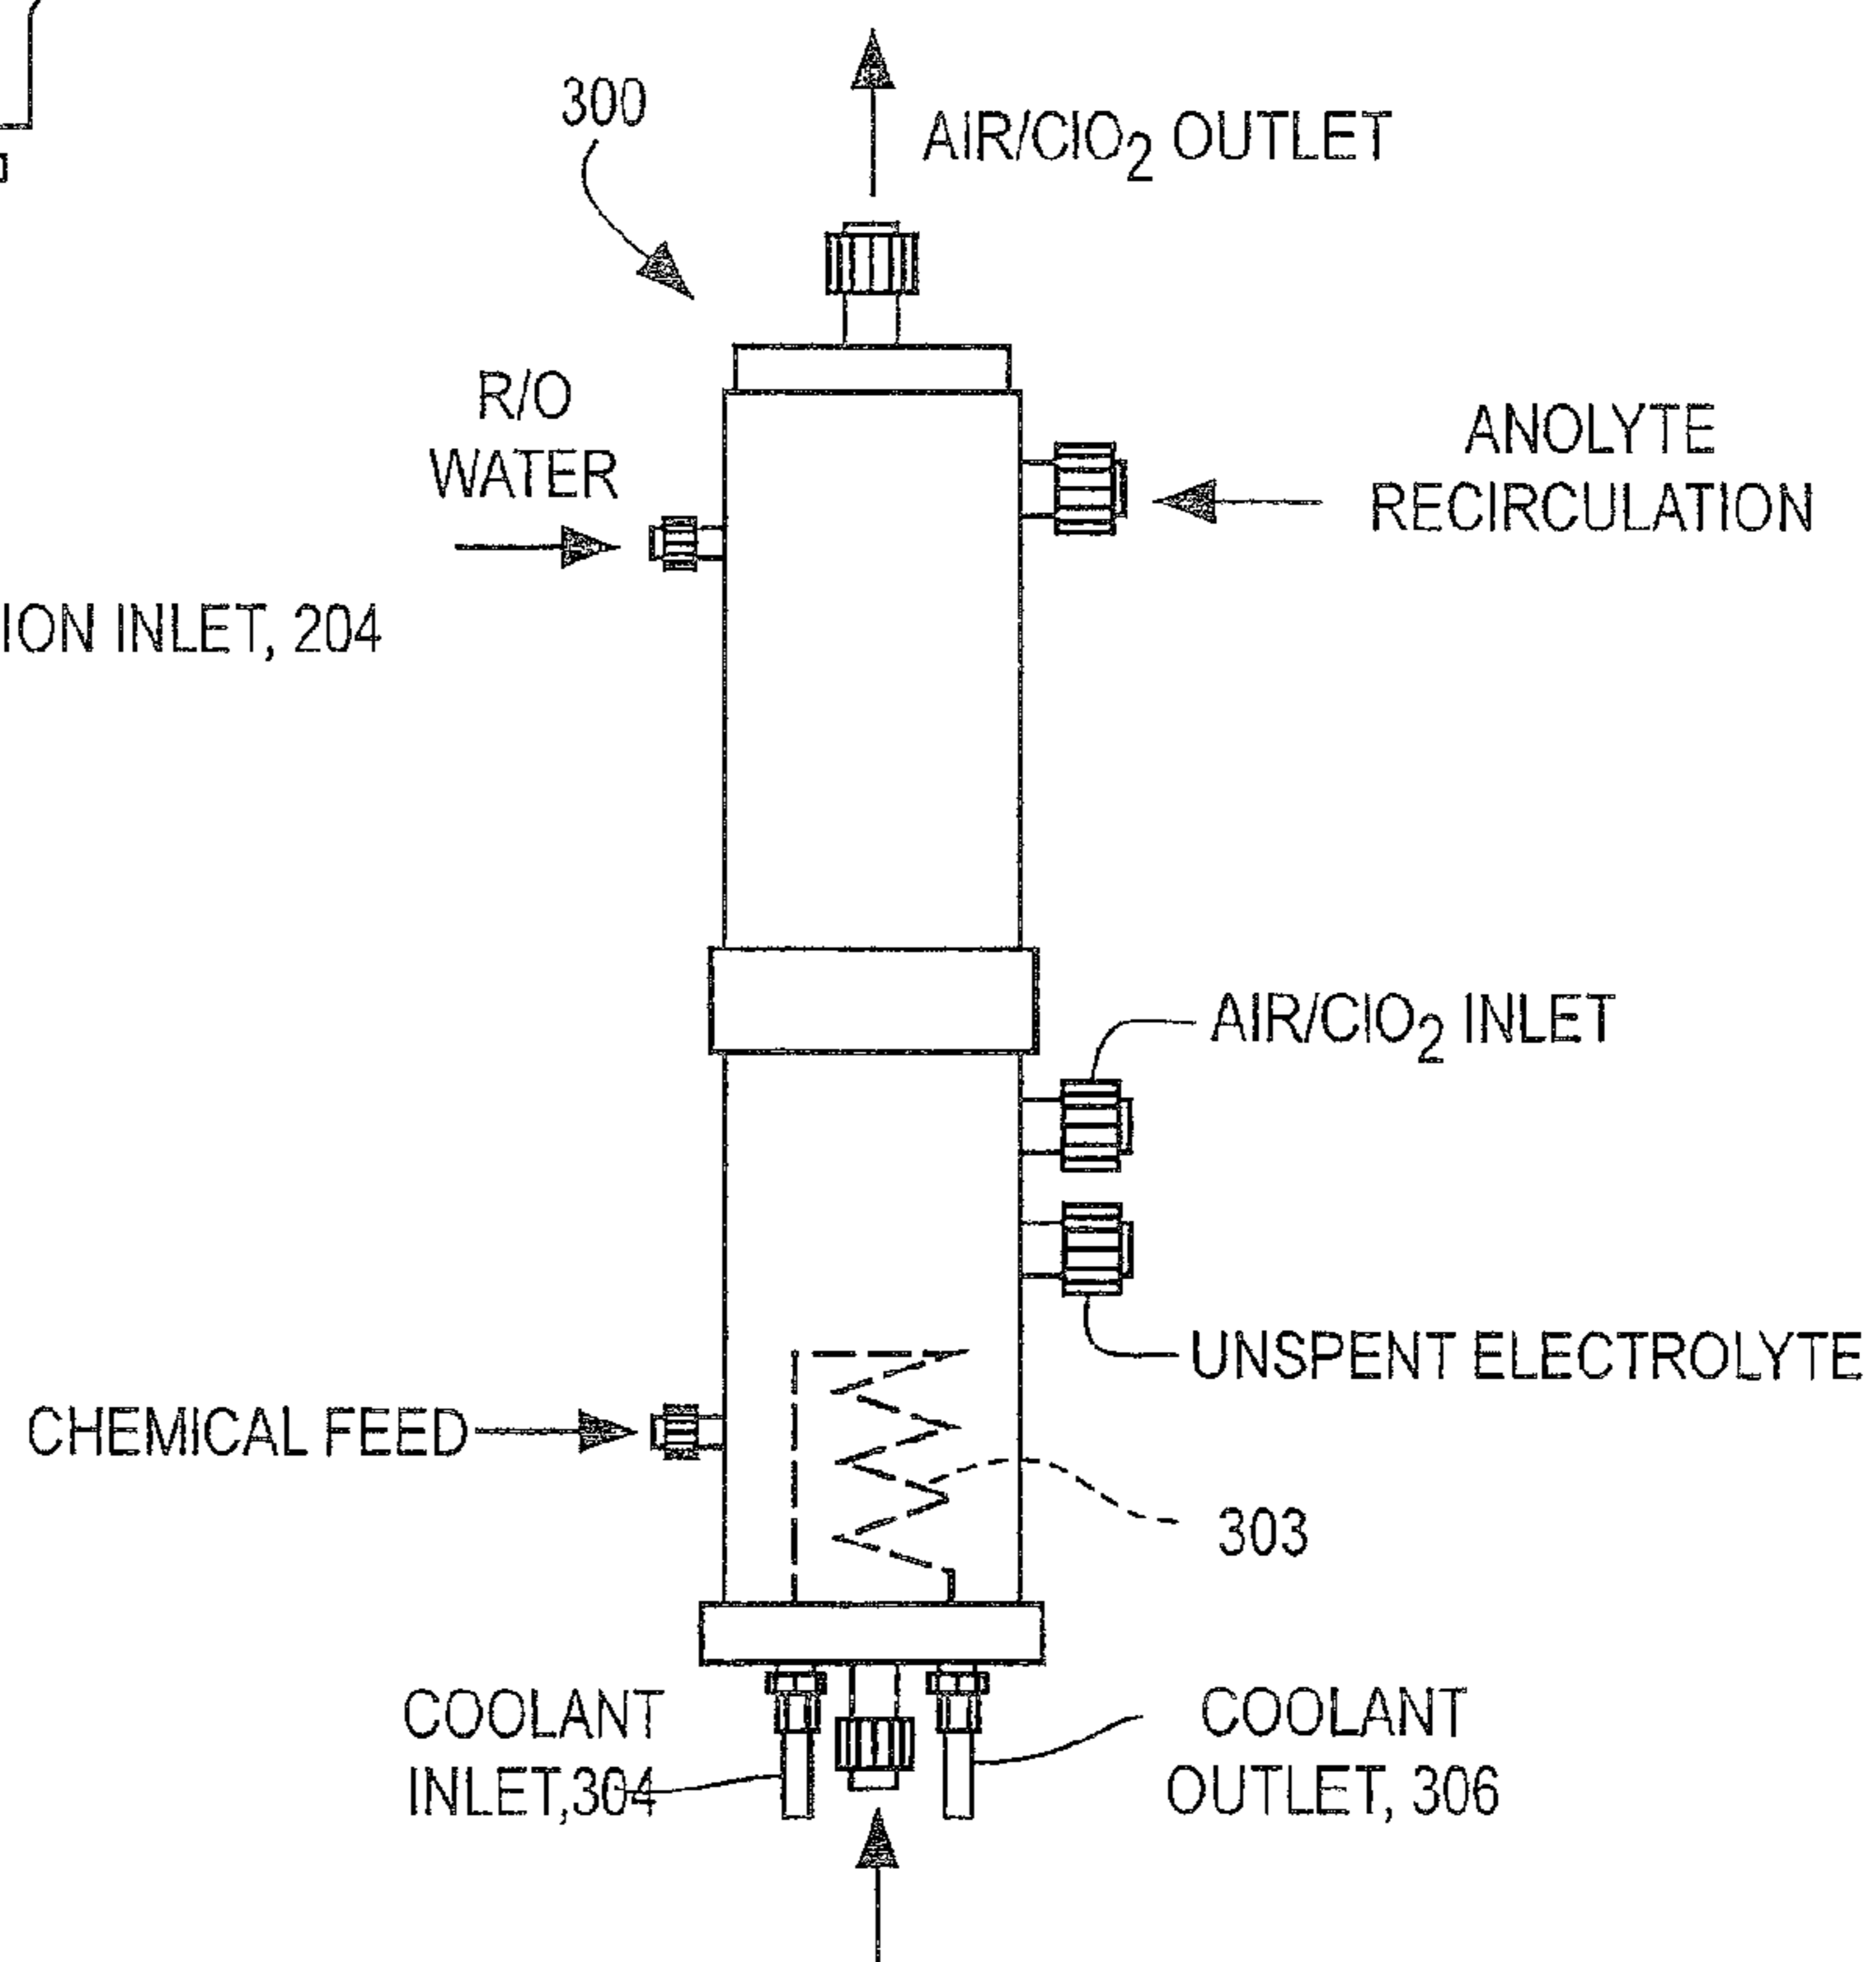 300
AIR/ClO2 OUTLET
R/O
WATER
ANOLYTE
RECIRCULATION
ION INLET, 204
AIR/ClO2 INLET
UNSPENT ELECTROLYTE
CHEMICAL FEED
303
COOLANT
INLET,304
COOLANT
OUTLET, 306